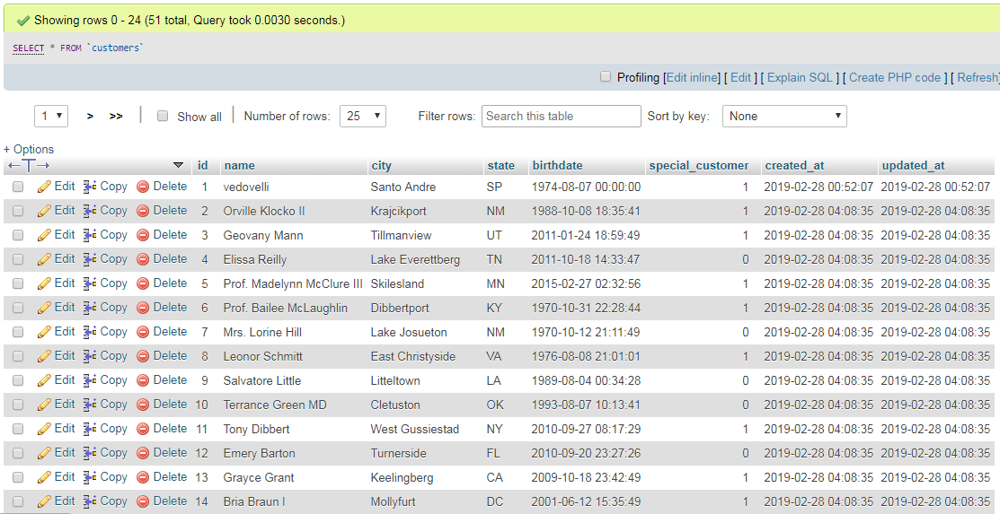 Showing rows 0 - 24 (51 total, Query took 0.0030 seconds.)
SELECT * FROM `customers`
Profiling [Edit inline] [ Edit ] [ Explain SQL ] [ Create PHP code ] [ Refresh]
1 > >> Show all Number of rows: 25 Filter rows: Search this table Sort by key: None
+ Options
id name city state birthdate special_customer created_at updated_at
Edit Copy Delete 1 vedovelli Santo Andre SP 1974-08-07 00:00:00 1 2019-02-28 00:52:07 2019-02-28 00:52:07
Edit Copy Delete 2 Orville Klocko II Krajcikport NM 1988-10-08 18:35:41 1 2019-02-28 04:08:35 2019-02-28 04:08:35
Edit Copy Delete 3 Geovany Mann Tillmanview UT 2011-01-24 18:59:49 1 2019-02-28 04:08:35 2019-02-28 04:08:35
Edit Copy Delete 4 Elissa Reilly Lake Everettberg TN 2011-10-18 14:33:47 0 2019-02-28 04:08:35 2019-02-28 04:08:35
Edit Copy Delete 5 Prof. Madelynn McClure III Skilesland MN 2015-02-27 02:32:56 1 2019-02-28 04:08:35 2019-02-28 04:08:35
Edit Copy Delete 6 Prof. Bailee McLaughlin Dibbertport KY 1970-10-31 22:28:44 1 2019-02-28 04:08:35 2019-02-28 04:08:35
Edit Copy Delete 7 Mrs. Lorine Hill Lake Josueton NM 1970-10-12 21:11:49 0 2019-02-28 04:08:35 2019-02-28 04:08:35
Edit Copy Delete 8 Leonor Schmitt East Christyside VA 1976-08-08 21:01:01 1 2019-02-28 04:08:35 2019-02-28 04:08:35
Edit Copy Delete 9 Salvatore Little Litteltown LA 1989-08-04 00:34:28 0 2019-02-28 04:08:35 2019-02-28 04:08:35
Edit Copy Delete 10 Terrance Green MD Cletuston OK 1993-08-07 10:13:41 0 2019-02-28 04:08:35 2019-02-28 04:08:35
Edit Copy Delete 11 Tony Dibbert West Gussiestad NY 2010-09-27 08:17:29 1 2019-02-28 04:08:35 2019-02-28 04:08:35
Edit Copy Delete 12 Emery Barton Turnerside FL 2010-09-20 23:27:26 0 2019-02-28 04:08:35 2019-02-28 04:08:35
Edit Copy Delete 13 Grayce Grant Keelingberg CA 2009-10-18 23:42:49 1 2019-02-28 04:08:35 2019-02-28 04:08:35
Edit Copy Delete 14 Bria Braun I Mollyfurt DC 2001-06-12 15:35:49 1 2019-02-28 04:08:35 2019-02-28 04:08:35